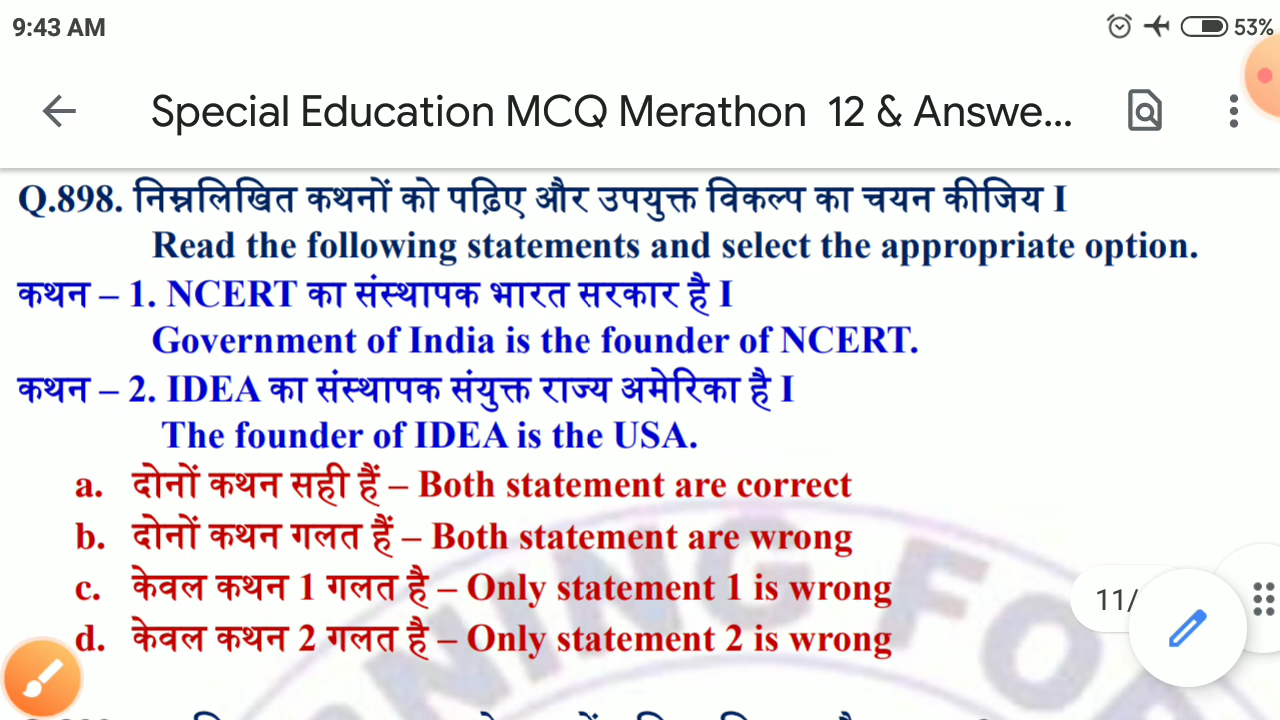 9:43 AM
53%
Special Education MCQ Merathon 12 & Answe...
Q.898. निम्नलिखित कथनों को पढ़िए और उपयुक्त विकल्प का चयन कीजिय I
Read the following statements and select the appropriate option.
कथन – 1. NCERT का संस्थापक भारत सरकार है I
Government of India is the founder of NCERT.
कथन – 2. IDEA का संस्थापक संयुक्त राज्य अमेरिका है I
The founder of IDEA is the USA.
a. दोनों कथन सही हैं – Both statement are correct
b. दोनों कथन गलत हैं – Both statement are wrong
c. केवल कथन 1 गलत है – Only statement 1 is wrong
11/
d. केवल कथन 2 गलत है – Only statement 2 is wrong